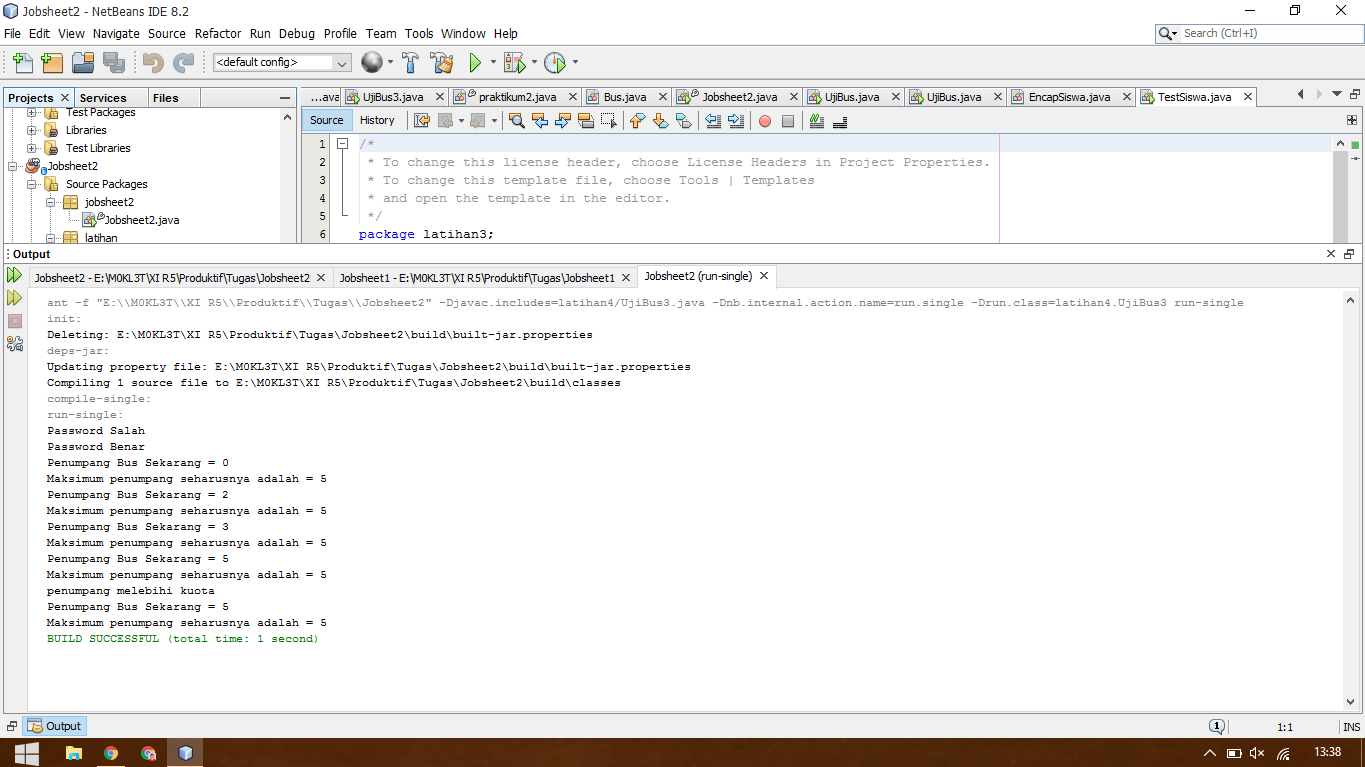 Jobsheet2 - NetBeans IDE 8.2
File Edit View Navigate Source Refactor Run Debug Profile Team Tools Window Help
Search (Ctrl+I)
<default config>
Projects Services Files
...ava UjiBus3.java praktikum2.java Bus.java Jobsheet2.java UjiBus.java UjiBus.java EncapSiswa.java TestSiswa.java
Test Packages
Libraries
Test Libraries
Jobsheet2
Source Packages
jobsheet2
Jobsheet2.java
latihan
Source History
1 /*
2 * To change this license header, choose License Headers in Project Properties.
3 * To change this template file, choose Tools | Templates
4 * and open the template in the editor.
5 */
6 package latihan3;
Output
Jobsheet2 - E:\M0KL3T\XI R5\Produktif\Tugas\Jobsheet2 Jobsheet1 - E:\M0KL3T\XI R5\Produktif\Tugas\Jobsheet1 Jobsheet2 (run-single)
ant -f "E:\\M0KL3T\\XI R5\\Produktif\\Tugas\\Jobsheet2" -Djavac.includes=latihan4/UjiBus3.java -Dnb.internal.action.name=run.single -Drun.class=latihan4.UjiBus3 run-single
init:
Deleting: E:\M0KL3T\XI R5\Produktif\Tugas\Jobsheet2\build\built-jar.properties
deps-jar:
Updating property file: E:\M0KL3T\XI R5\Produktif\Tugas\Jobsheet2\build\built-jar.properties
Compiling 1 source file to E:\M0KL3T\XI R5\Produktif\Tugas\Jobsheet2\build\classes
compile-single:
run-single:
Password Salah
Password Benar
Penumpang Bus Sekarang = 0
Maksimum penumpang seharusnya adalah = 5
Penumpang Bus Sekarang = 2
Maksimum penumpang seharusnya adalah = 5
Penumpang Bus Sekarang = 3
Maksimum penumpang seharusnya adalah = 5
Penumpang Bus Sekarang = 5
Maksimum penumpang seharusnya adalah = 5
penumpang melebihi kuota
Penumpang Bus Sekarang = 5
Maksimum penumpang seharusnya adalah = 5
BUILD SUCCESSFUL (total time: 1 second)
Output
1
1:1
INS
13:38